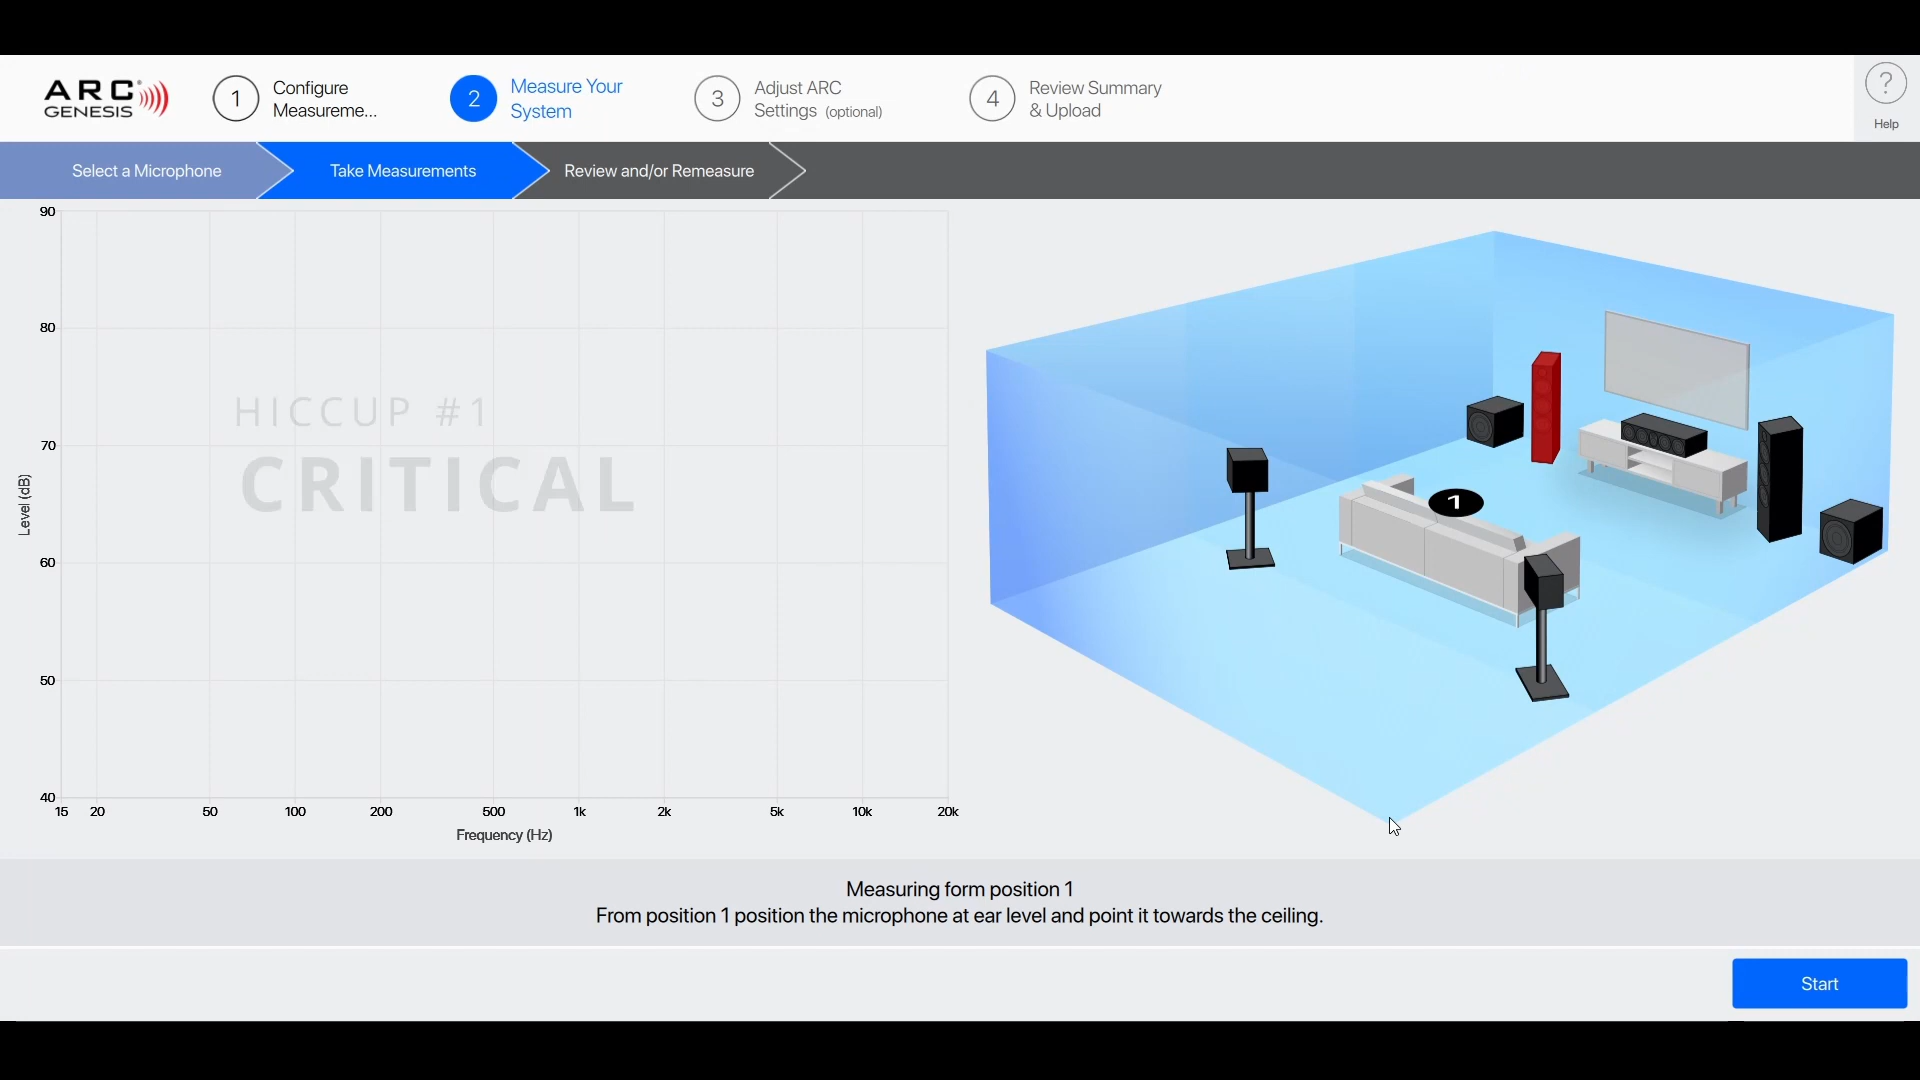 ARC
GENESIS
1
Configure
Measureme...
2
Measure Your
System
3
Adjust ARC
Settings (optional)
4
Review Summary
& Upload
?
Help
Select a Microphone
Take Measurements
Review and/or Remeasure
90
80
70
60
50
40
Level (dB)
HICCUP #1
CRITICAL
15 20 50 100 200 500 1k 2k 5k 10k 20k
Frequency (Hz)
1
Measuring form position 1
From position 1 position the microphone at ear level and point it towards the ceiling.
Start